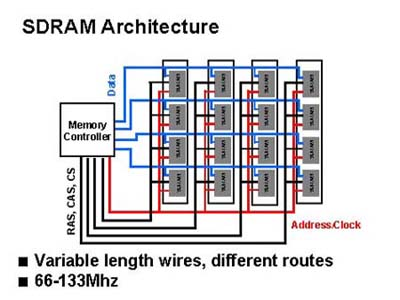 SDRAM Architecture
Data
Memory
Controller
RAS, CAS, CS
Address/Clock
■ Variable length wires, different routes
■ 66-133Mhz